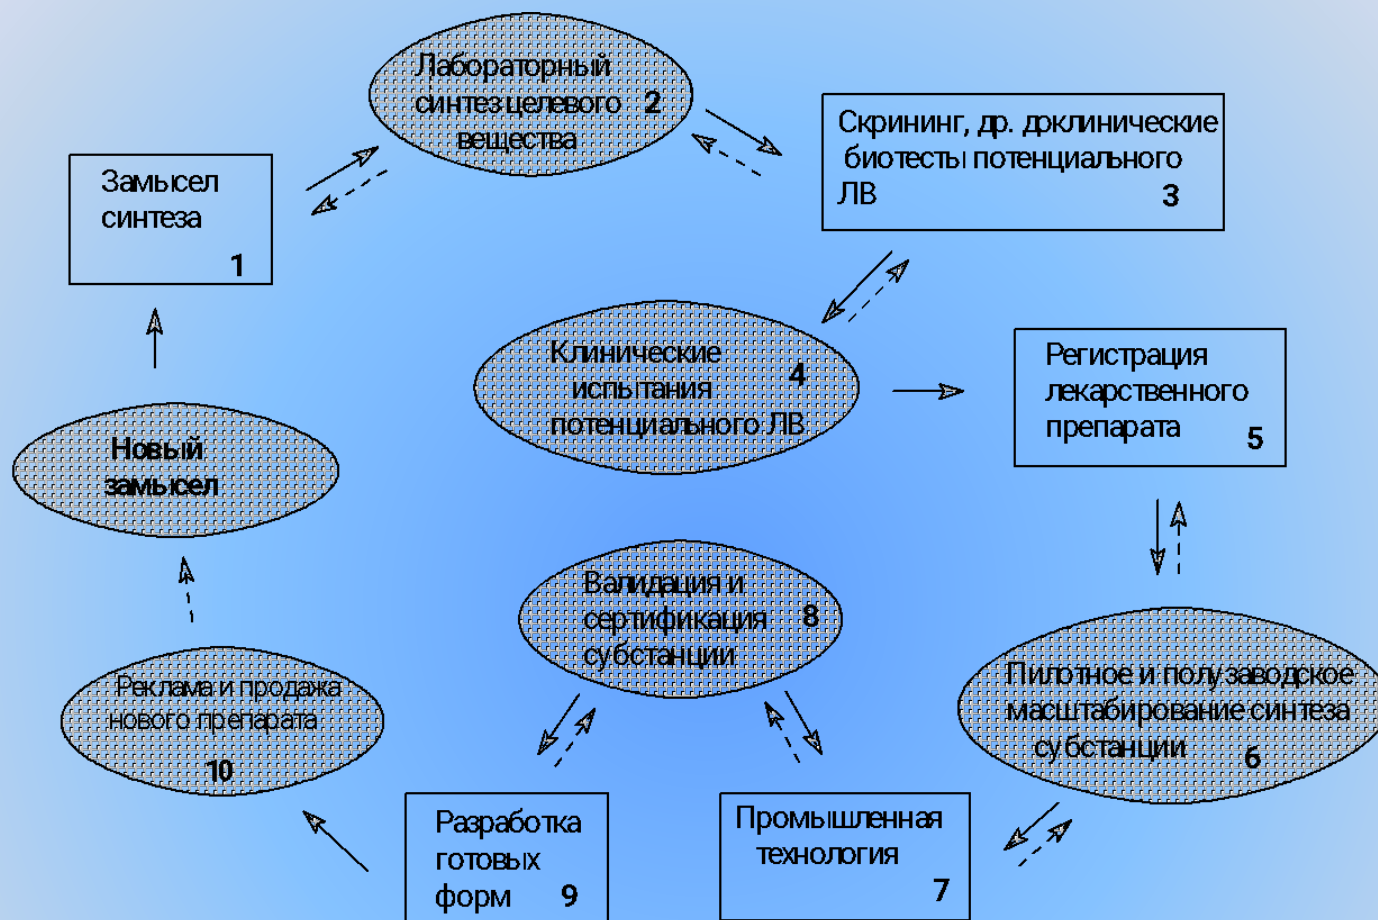 Замысел
синтеза
1
Лабораторный
синтез целевого 2
вещества
Скрининг, др. доклинические
биотесты потенциального
ЛВ 3
Клинические
испытания 4
потенциального ЛВ
Регистрация
лекарственного
препарата 5
Пилотное и полузаводское
масштабирование синтеза
субстанции 6
Промышленная
технология
7
Валидация и
сертификация 8
субстанции
Разработка
готовых
форм 9
Реклама и продажа
нового препарата
10
Новый
замысел